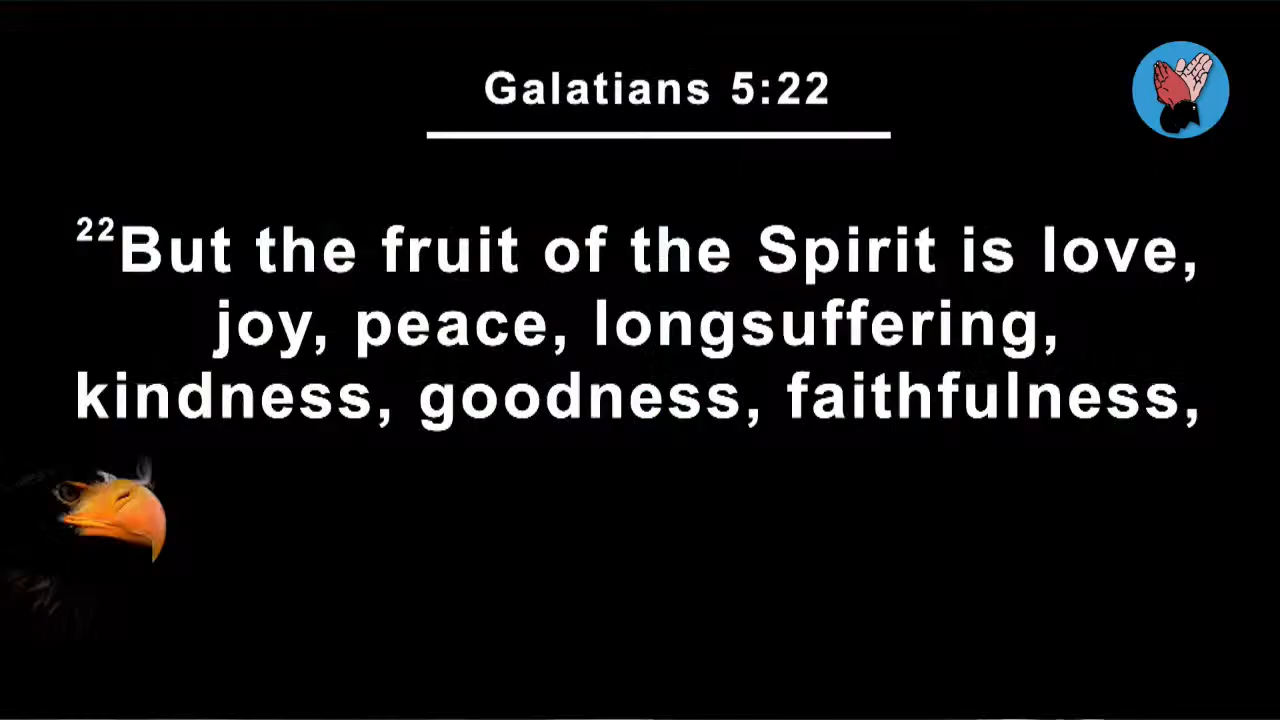 Galatians 5:22
22But the fruit of the Spirit is love,
joy, peace, longsuffering,
kindness, goodness, faithfulness,